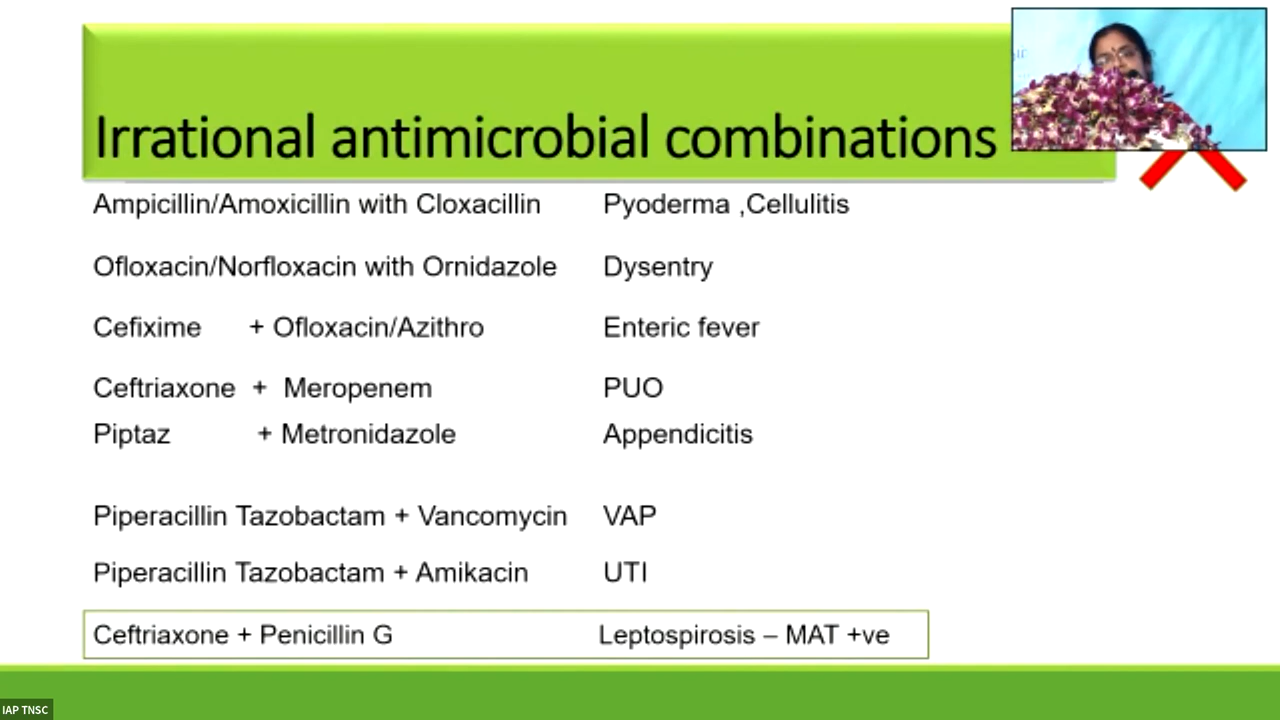 Irrational antimicrobial combinations
Ampicillin/Amoxicillin with Cloxacillin Pyoderma ,Cellulitis
Ofloxacin/Norfloxacin with Ornidazole Dysentry
Cefixime + Ofloxacin/Azithro Enteric fever
Ceftriaxone + Meropenem PUO
Piptaz + Metronidazole Appendicitis
Piperacillin Tazobactam + Vancomycin VAP
Piperacillin Tazobactam + Amikacin UTI
Ceftriaxone + Penicillin G Leptospirosis – MAT +ve
IAP TNSC